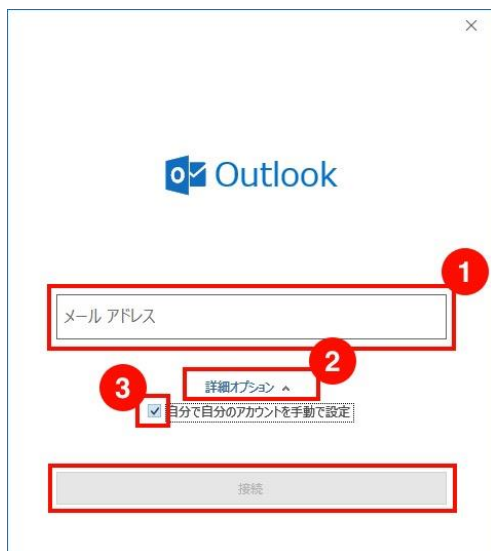 Outlook
1
メール アドレス
2
詳細オプション
3
自分で自分のアカウントを手動で設定
接続